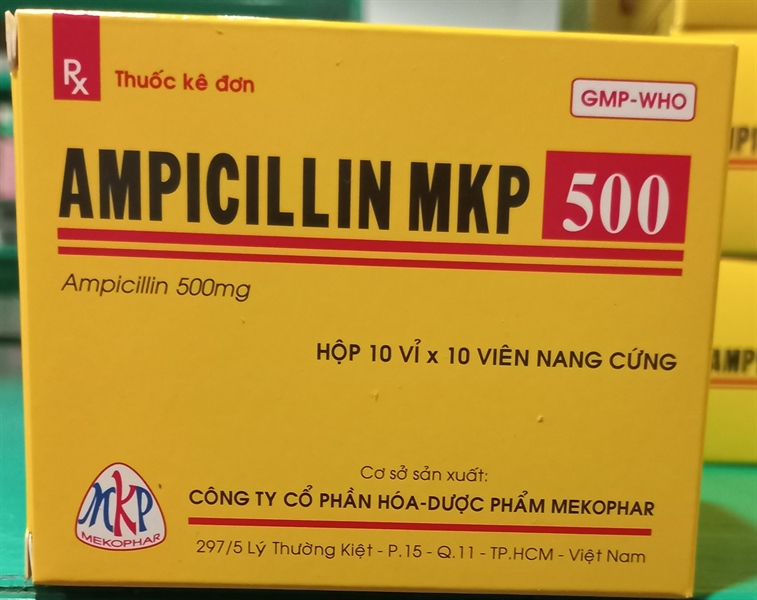 Rx Thuốc kê đơn
GMP-WHO
AMPICILLIN MKP 500
Ampicillin 500mg
HỘP 10 VỈ x 10 VIÊN NANG CỨNG
Cơ sở sản xuất:
CÔNG TY CỔ PHẦN HÓA-DƯỢC PHẨM MEKOPHAR
297/5 Lý Thường Kiệt - P.15 - Q.11 - TP.HCM - Việt Nam
MKP
MEKOPHAR